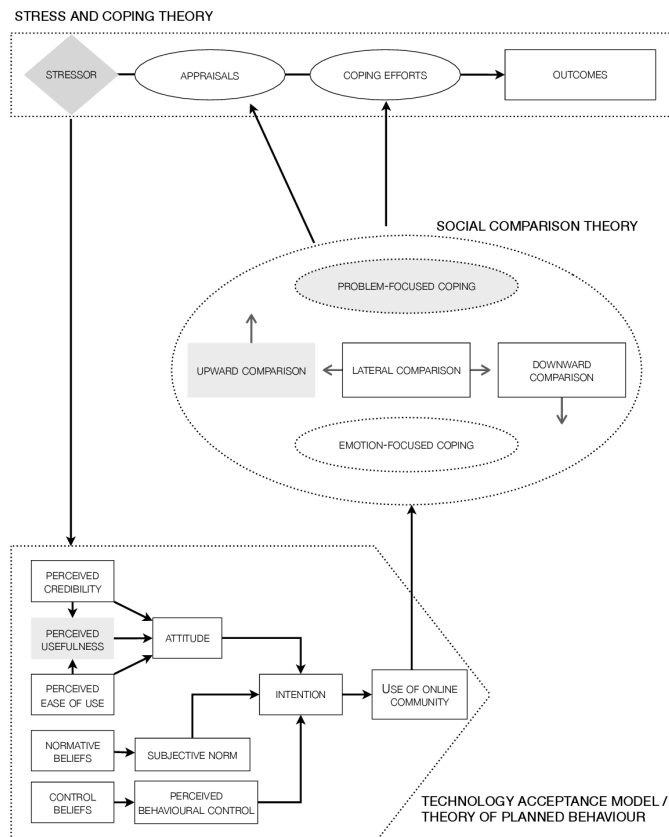 STRESS AND COPING THEORY
STRESSOR
APPRAISALS
COPING EFFORTS
OUTCOMES
SOCIAL COMPARISON THEORY
PROBLEM-FOCUSED COPING
UPWARD COMPARISON
LATERAL COMPARISON
DOWNWARD
COMPARISON
EMOTION-FOCUSED COPING
PERCEIVED
CREDIBILITY
PERCEIVED
USEFULNESS
ATTITUDE
PERCEIVED
EASE OF USE
INTENTION
USE OF ONLINE
COMMUNITY
NORMATIVE
BELIEFS
SUBJECTIVE NORM
CONTROL
BELIEFS
PERCEIVED
BEHAVIOURAL CONTROL
TECHNOLOGY ACCEPTANCE MODEL /
THEORY OF PLANNED BEHAVIOUR